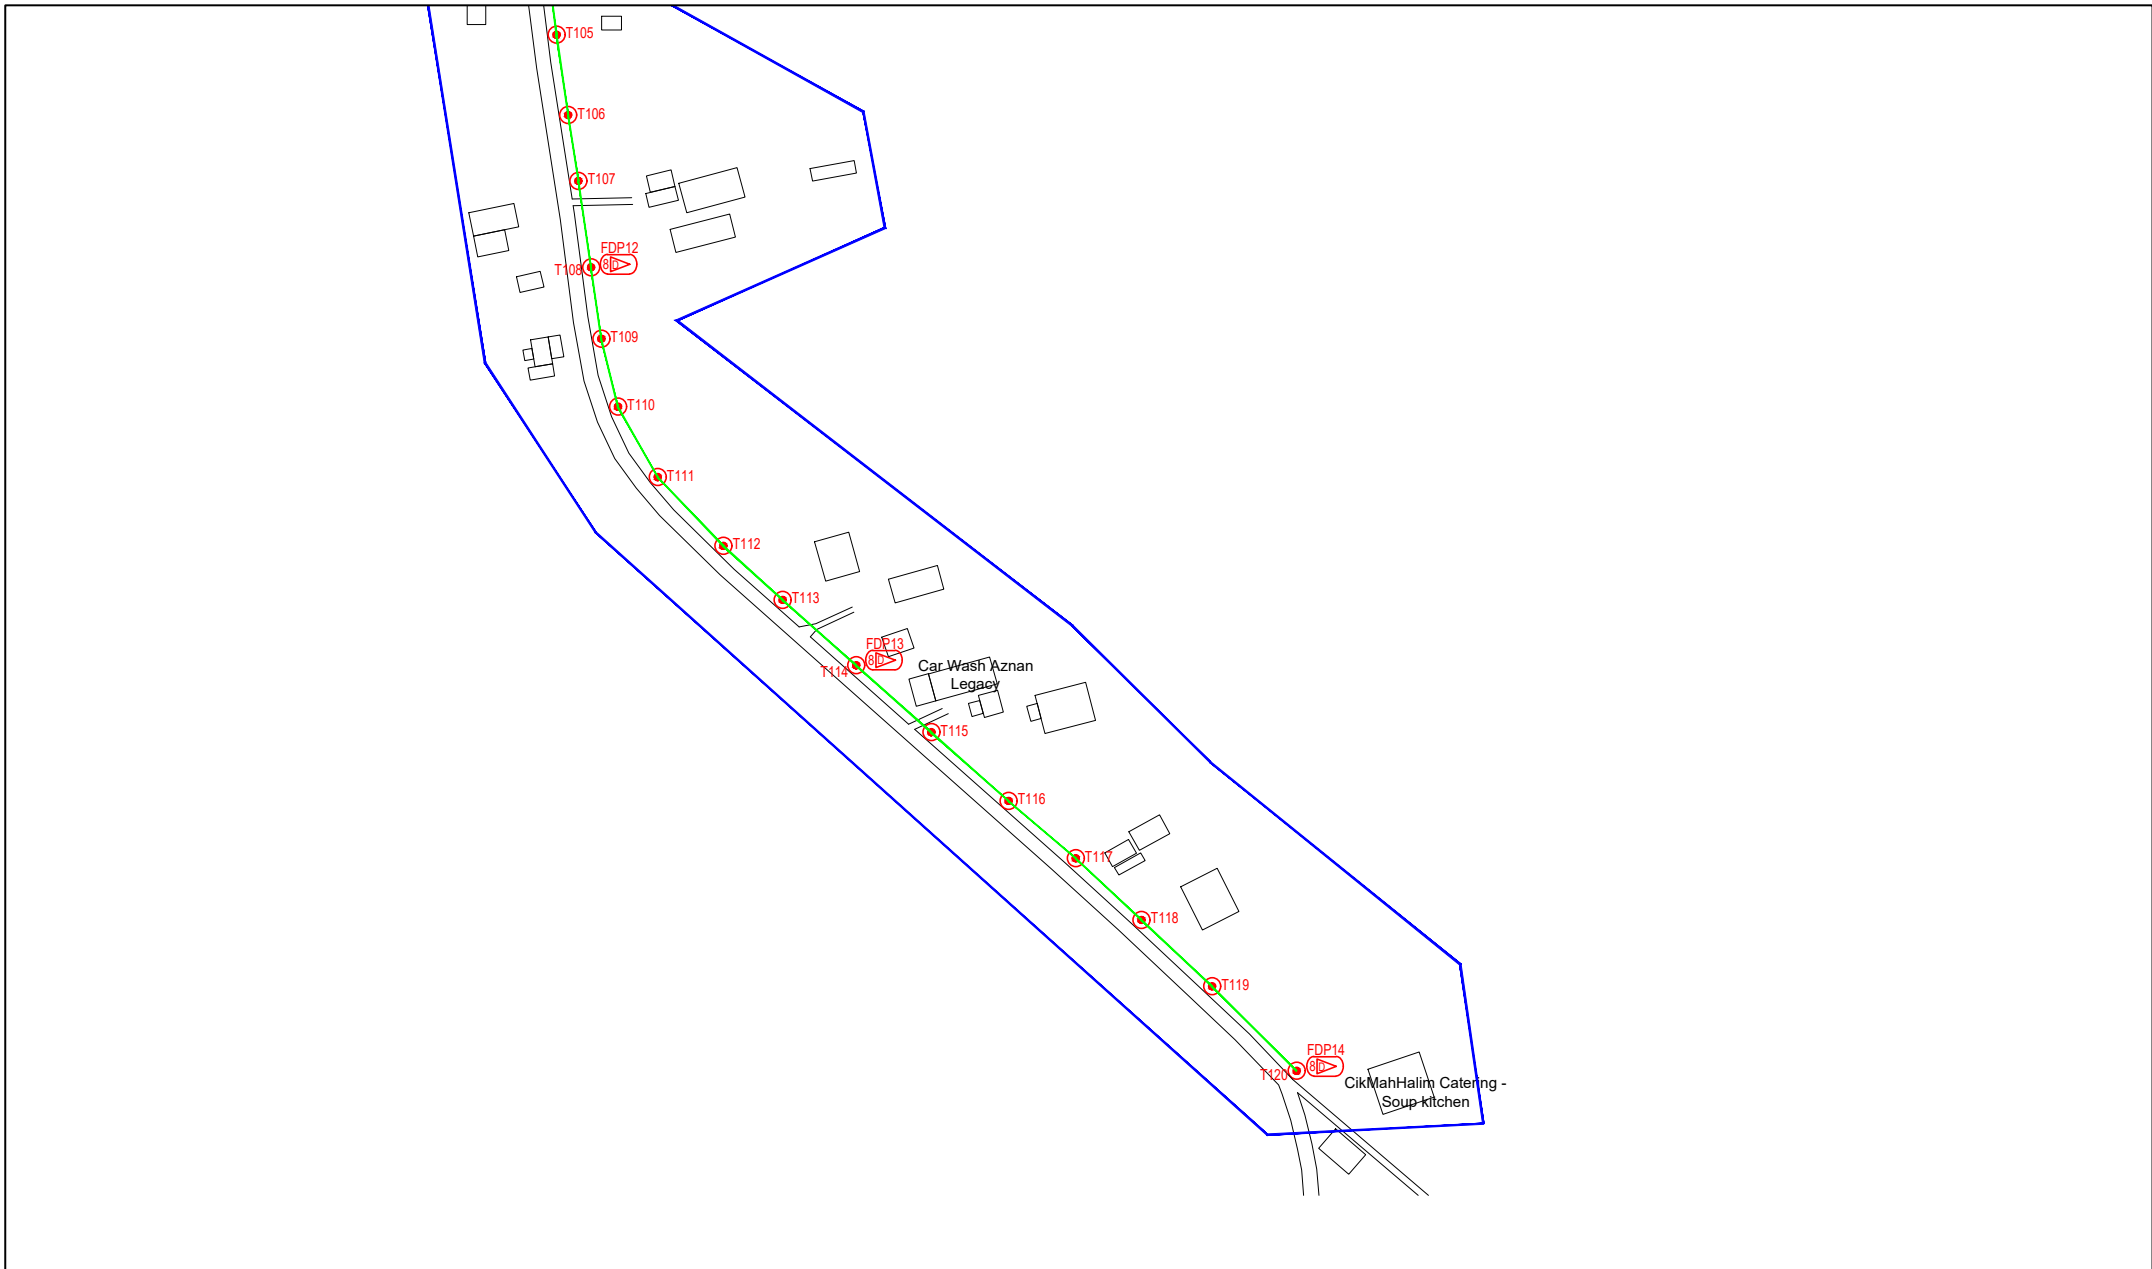 T105
T106
T107
FDP12
8 D
T108
T109
T110
T111
T112
T113
FDP13
8 D
T114
Car Wash Aznan
Legacy
T115
T116
T117
T118
T119
FDP14
8 D
T120
CikMahHalim Catering -
Soup kitchen